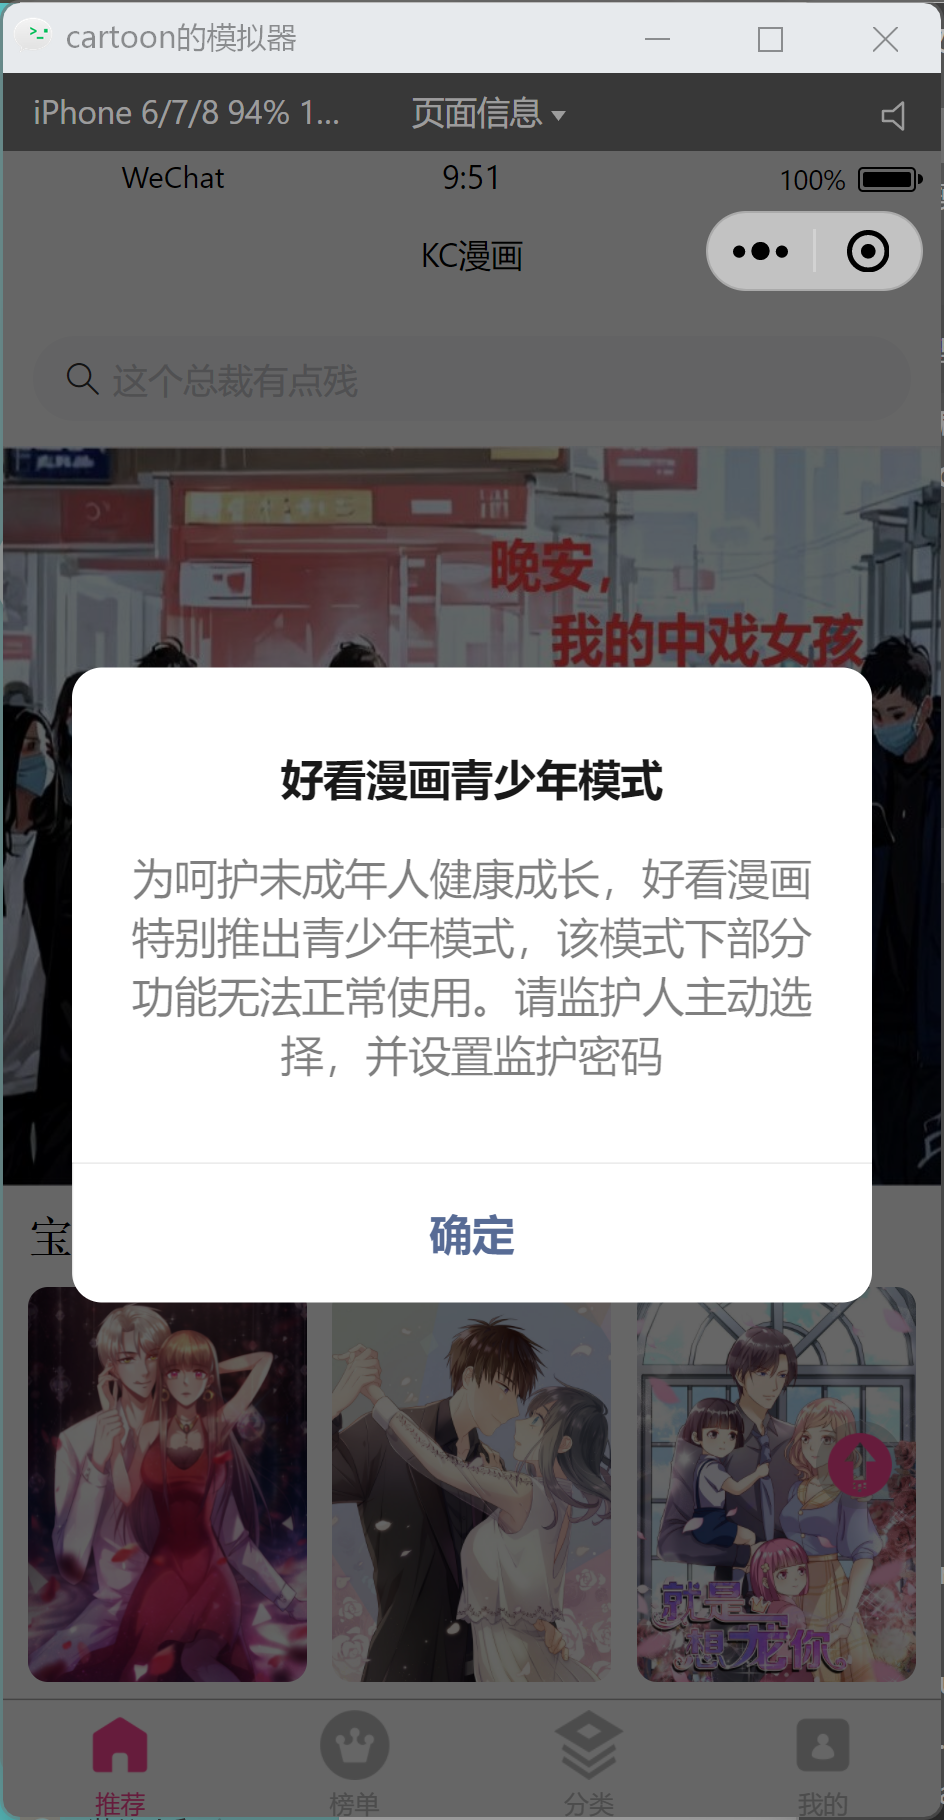 cartoon的模拟器
iPhone 6/7/8 94% 1...
页面信息
WeChat
9:51
100%
KC漫画
这个总裁有点残
晚安，
我的中戏女孩
好看漫画青少年模式
为呵护未成年人健康成长，好看漫画
特别推出青少年模式，该模式下部分
功能无法正常使用。请监护人主动选
择，并设置监护密码
确定
宝
就是
想龙你
推荐
榜单
分类
我的